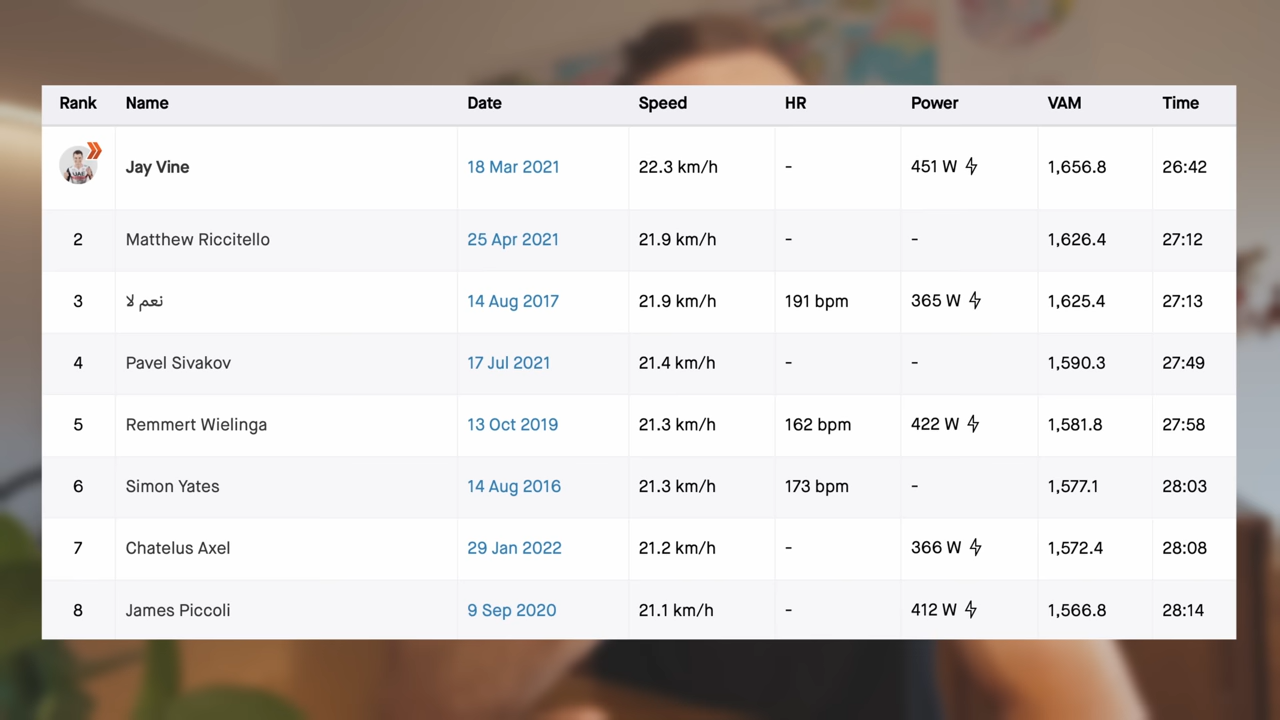 Rank Name Date Speed HR Power VAM Time
Jay Vine 18 Mar 2021 22.3 km/h - 451 W 1,656.8 26:42
2 Matthew Riccitello 25 Apr 2021 21.9 km/h - - 1,626.4 27:12
3 نعم لا 14 Aug 2017 21.9 km/h 191 bpm 365 W 1,625.4 27:13
4 Pavel Sivakov 17 Jul 2021 21.4 km/h - - 1,590.3 27:49
5 Remmert Wielinga 13 Oct 2019 21.3 km/h 162 bpm 422 W 1,581.8 27:58
6 Simon Yates 14 Aug 2016 21.3 km/h 173 bpm - 1,577.1 28:03
7 Chatelus Axel 29 Jan 2022 21.2 km/h - 366 W 1,572.4 28:08
8 James Piccoli 9 Sep 2020 21.1 km/h - 412 W 1,566.8 28:14